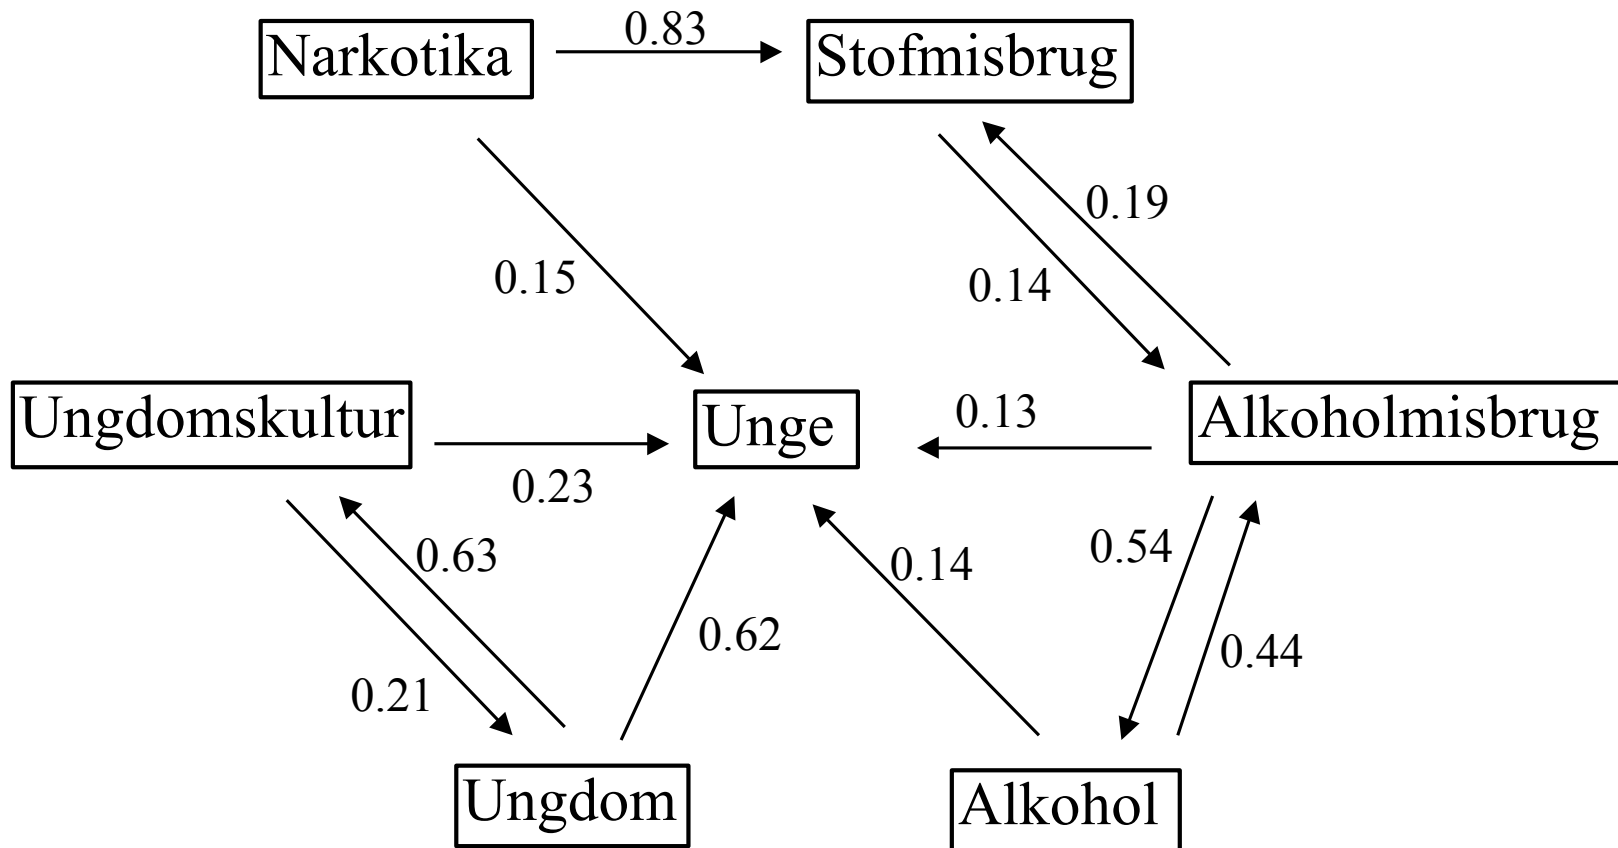 0.83
Narkotika
Stofmisbrug
0.19
0.15
0.14
Ungdomskultur
Unge
0.13
Alkoholmisbrug
0.23
0.63
0.14
0.54
0.62
0.44
0.21
Ungdom
Alkohol